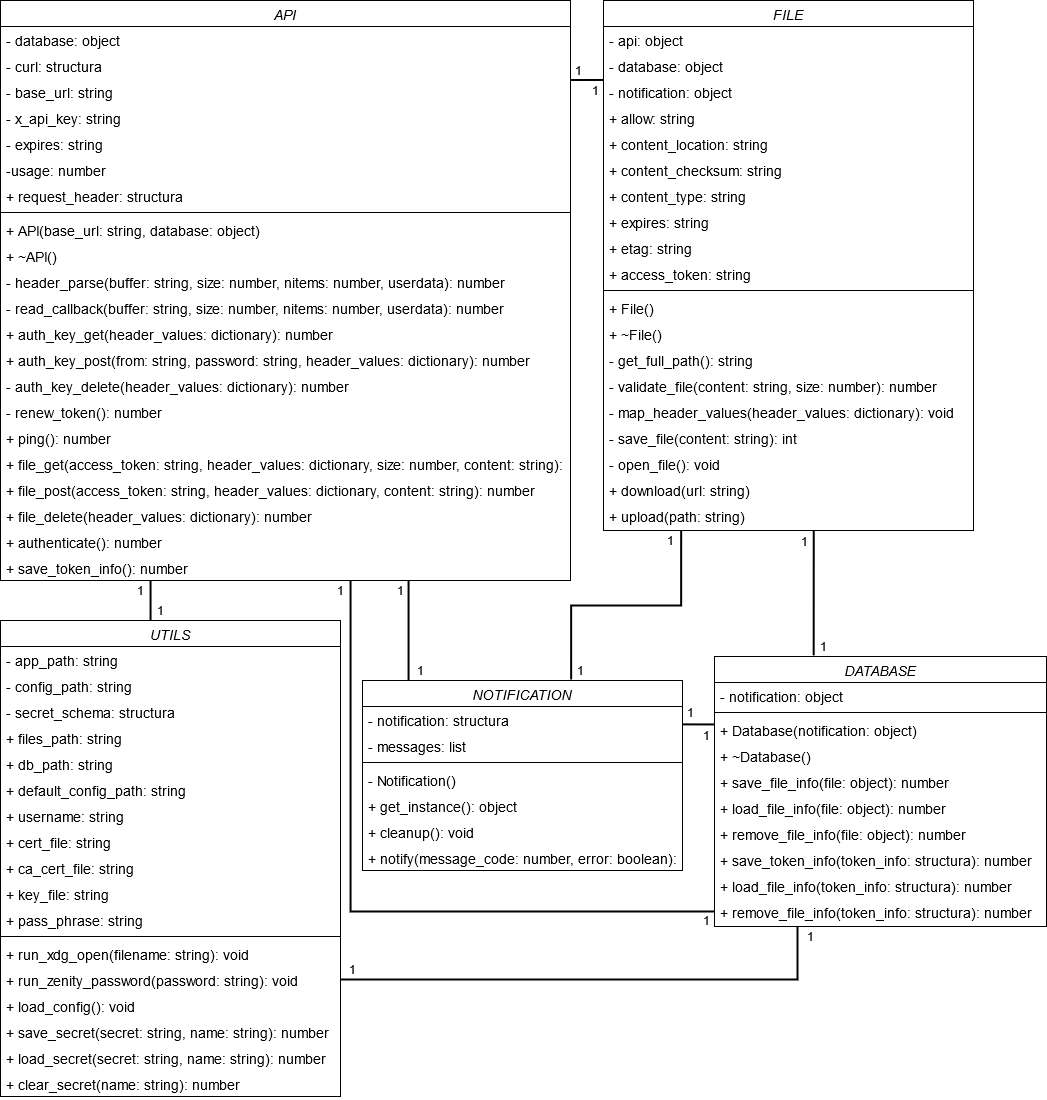 API
- database: object
- curl: structura
- base_url: string
- x_api_key: string
- expires: string
-usage: number
+ request_header: structura
+ API(base_url: string, database: object)
+ ~API()
- header_parse(buffer: string, size: number, nitems: number, userdata): number
- read_callback(buffer: string, size: number, nitems: number, userdata): number
+ auth_key_get(header_values: dictionary): number
+ auth_key_post(from: string, password: string, header_values: dictionary): number
- auth_key_delete(header_values: dictionary): number
- renew_token(): number
+ ping(): number
+ file_get(access_token: string, header_values: dictionary, size: number, content: string):
+ file_post(access_token: string, header_values: dictionary, content: string): number
+ file_delete(header_values: dictionary): number
+ authenticate(): number
+ save_token_info(): number
1
1
FILE
- api: object
- database: object
- notification: object
+ allow: string
+ content_location: string
+ content_checksum: string
+ content_type: string
+ expires: string
+ etag: string
+ access_token: string
+ File()
+ ~File()
- get_full_path(): string
- validate_file(content: string, size: number): number
- map_header_values(header_values: dictionary): void
- save_file(content: string): int
- open_file(): void
+ download(url: string)
+ upload(path: string)
1
1
1
1
1
1
1
1
1
1
UTILS
- app_path: string
- config_path: string
- secret_schema: structura
+ files_path: string
+ db_path: string
+ default_config_path: string
+ username: string
+ cert_file: string
+ ca_cert_file: string
+ key_file: string
+ pass_phrase: string
+ run_xdg_open(filename: string): void
+ run_zenity_password(password: string): void
+ load_config(): void
+ save_secret(secret: string, name: string): number
+ load_secret(secret: string, name: string): number
+ clear_secret(name: string): number
NOTIFICATION
- notification: structura
- messages: list
- Notification()
+ get_instance(): object
+ cleanup(): void
+ notify(message_code: number, error: boolean):
1
1
DATABASE
- notification: object
+ Database(notification: object)
+ ~Database()
+ save_file_info(file: object): number
+ load_file_info(file: object): number
+ remove_file_info(file: object): number
+ save_token_info(token_info: structura): number
+ load_file_info(token_info: structura): number
+ remove_file_info(token_info: structura): number
1
1